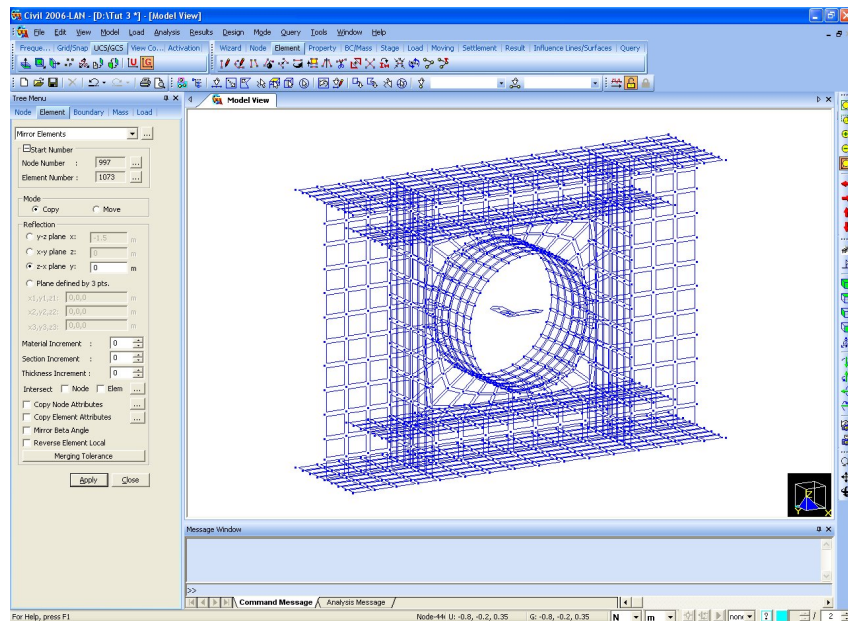 Civil 2006-LAN - [D:\Tut 3 *] - [Model View]
File Edit View Model Load Analysis Results Design Mode Query Tools Window Help
Freque... Grid/Snap UCS/GCS View Co... Activation Wizard Node Element Property BC/Mass Stage Load Moving Settlement Result Influence Lines/Surfaces Query
Tree Menu
Node Element Boundary Mass Load
Model View
Mirror Elements
Start Number
Node Number : 997
Element Number : 1073
Mode
Copy Move
Reflection
y-z plane x: -1.5 m
x-y plane z: 0 m
z-x plane y: 0 m
Plane defined by 3 pts.
x1,y1,z1: 0,0,0 m
x2,y2,z2: 0,0,0 m
x3,y3,z3: 0,0,0 m
Material Increment : 0
Section Increment : 0
Thickness Increment : 0
Intersect Node Elem
Copy Node Attributes
Copy Element Attributes
Mirror Beta Angle
Reverse Element Local
Merging Tolerance
Apply Close
Message Window
>>
Command Message Analysis Message
For Help, press F1
Node-44 U: -0.8, -0.2, 0.35 G: -0.8, -0.2, 0.35 N m none ? / 2